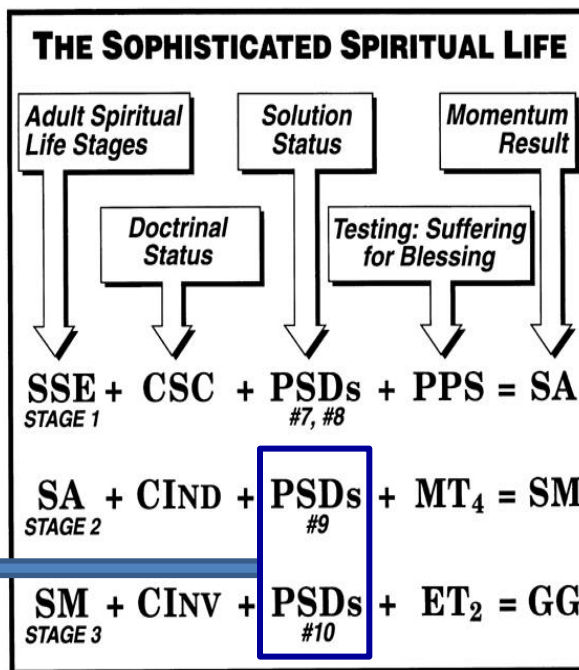 THE SOPHISTICATED SPIRITUAL LIFE
Adult Spiritual
Life Stages
Solution
Status
Momentum
Result
Doctrinal
Status
Testing: Suffering
for Blessing
SSE + CSC + PSDs + PPS = SA
STAGE 1 #7, #8
SA + CIND + PSDs + MT₄ = SM
STAGE 2 #9
SM + CINV + PSDs + ET₂ = GG
STAGE 3 #10